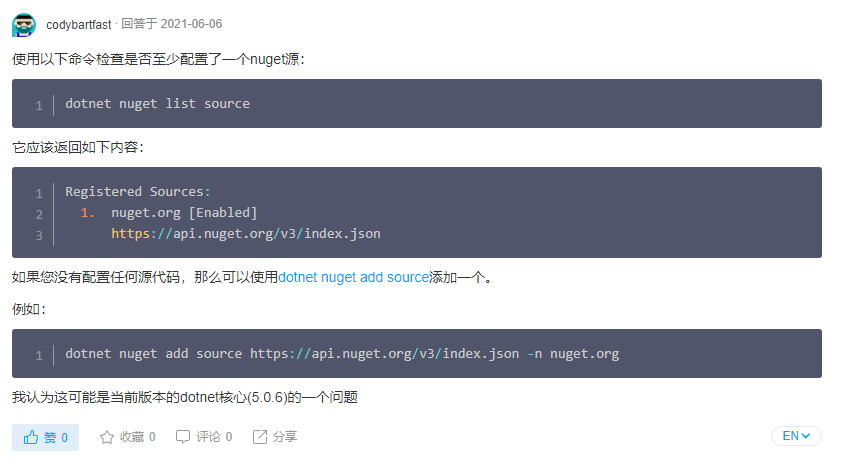 codybartfast · 回答于 2021-06-06
使用以下命令检查是否至少配置了一个nuget源：
1 dotnet nuget list source
它应该返回如下内容：
1 Registered Sources:
2 1. nuget.org [Enabled]
3 https://api.nuget.org/v3/index.json
如果您没有配置任何源代码，那么可以使用dotnet nuget add source添加一个。
例如：
1 dotnet nuget add source https://api.nuget.org/v3/index.json -n nuget.org
我认为这可能是当前版本的dotnet核心(5.0.6)的一个问题
赞 0 收藏 0 评论 0 分享 EN